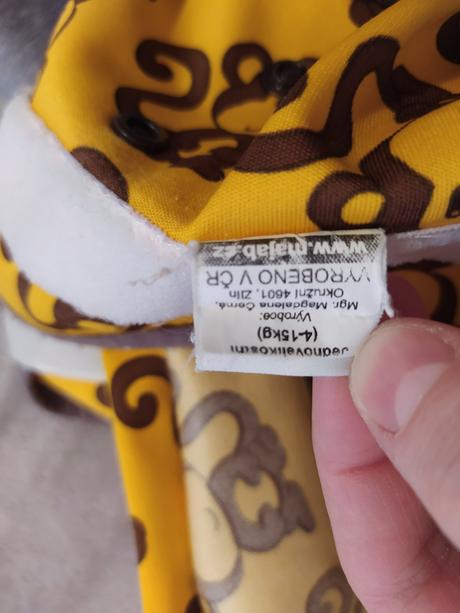 Jednovelikostní
(4-15kg)
Výrobce:
Mgr. Magdalena Černá,
Okružní 4601, Zlín
VYROBENO V ČR
www.majab.cz